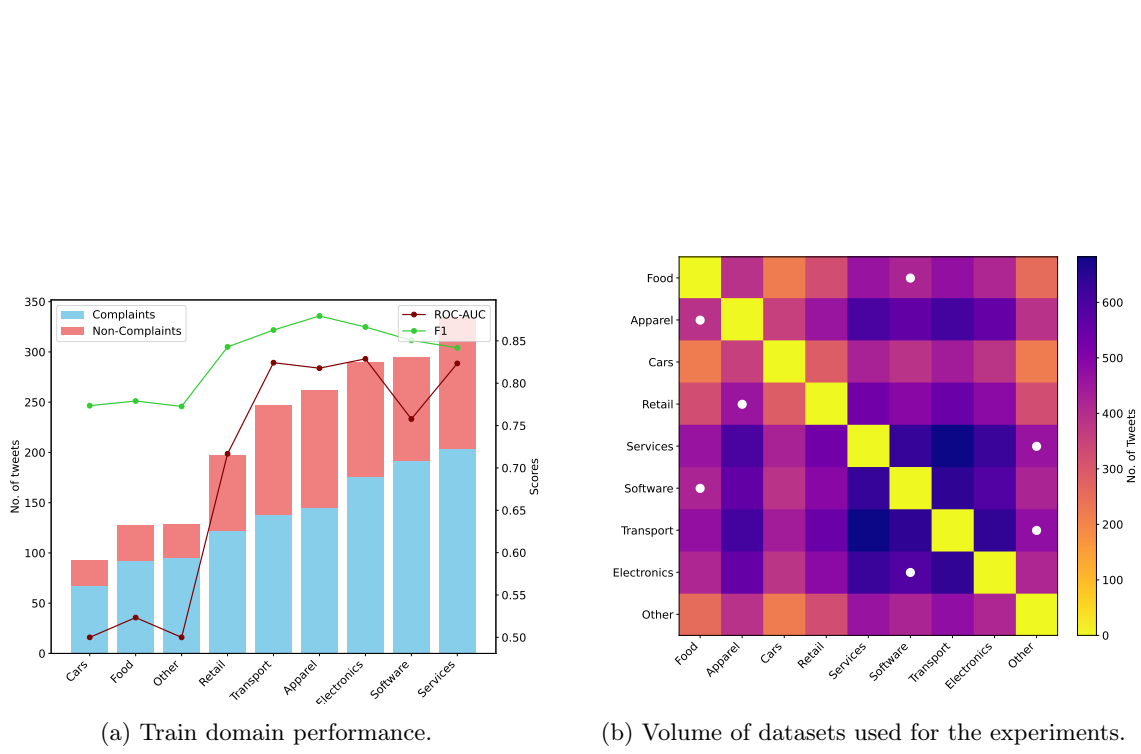 350
300
250
200
150
100
50
0
No. of tweets
Complaints
Non-Complaints
ROC-AUC
F1
0.85
0.80
0.75
0.70
0.65
0.60
0.55
0.50
Scores
Cars
Food
Other
Retail
Transport
Apparel
Electronics
Software
Services
(a) Train domain performance.
Food
Apparel
Cars
Retail
Services
Software
Transport
Electronics
Other
Food
Apparel
Cars
Retail
Services
Software
Transport
Electronics
Other
600
500
400
300
200
100
0
No. of Tweets
(b) Volume of datasets used for the experiments.